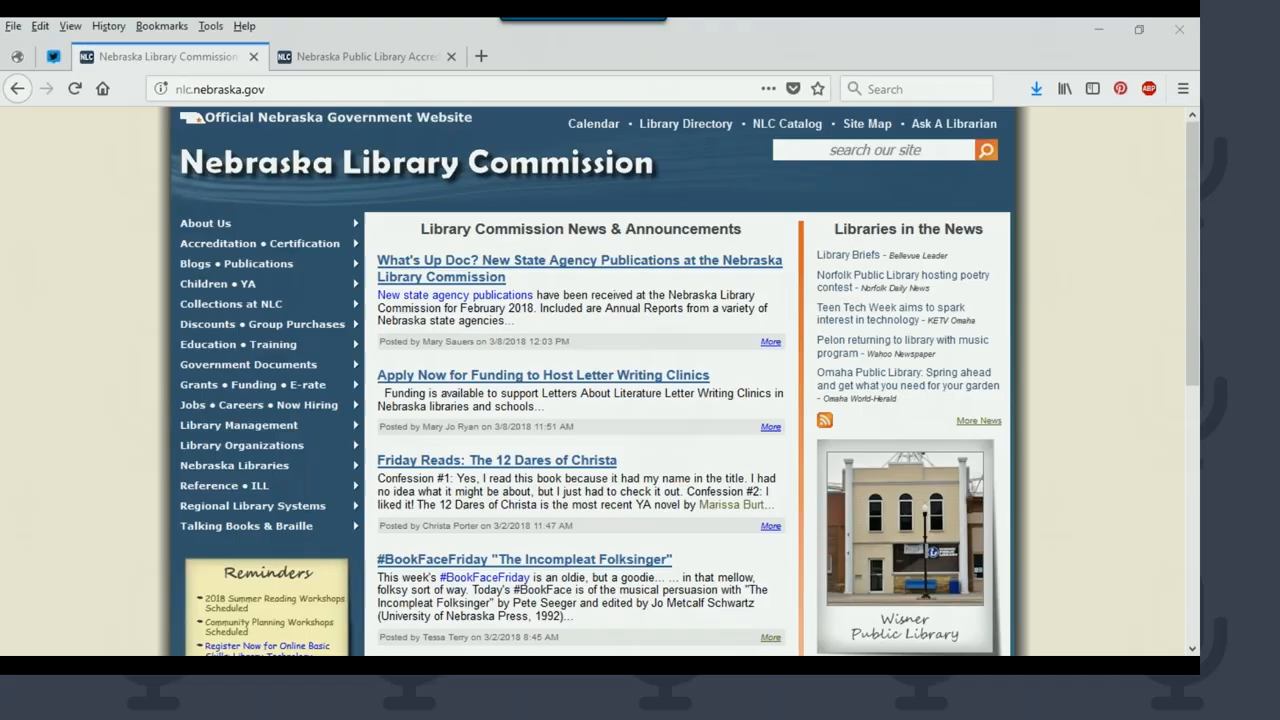 File Edit View History Bookmarks Tools Help
Nebraska Library Commission
Nebraska Public Library Accre
nlc.nebraska.gov
Search
ABP
Official Nebraska Government Website
Calendar • Library Directory • NLC Catalog • Site Map • Ask A Librarian
search our site
Nebraska Library Commission
About Us
Accreditation • Certification
Blogs • Publications
Children • YA
Collections at NLC
Discounts • Group Purchases
Education • Training
Government Documents
Grants • Funding • E-rate
Jobs • Careers • Now Hiring
Library Management
Library Organizations
Nebraska Libraries
Reference • ILL
Regional Library Systems
Talking Books & Braille
Reminders
2018 Summer Reading Workshops
Scheduled
Community Planning Workshops
Scheduled
Register Now for Online Basic
Skills: Library Technology
Library Commission News & Announcements
What's Up Doc? New State Agency Publications at the Nebraska
Library Commission
New state agency publications have been received at the Nebraska Library
Commission for February 2018. Included are Annual Reports from a variety of
Nebraska state agencies...
Posted by Mary Sauers on 3/8/2018 12:03 PM More
Apply Now for Funding to Host Letter Writing Clinics
Funding is available to support Letters About Literature Letter Writing Clinics in
Nebraska libraries and schools...
Posted by Mary Jo Ryan on 3/8/2018 11:51 AM More
Friday Reads: The 12 Dares of Christa
Confession #1: Yes, I read this book because it had my name in the title. I had
no idea what it might be about, but I just had to check it out. Confession #2: I
liked it! The 12 Dares of Christa is the most recent YA novel by Marissa Burt...
Posted by Christa Porter on 3/2/2018 11:47 AM More
#BookFaceFriday "The Incompleat Folksinger"
This week's #BookFaceFriday is an oldie, but a goodie... ... in that mellow,
folksy sort of way. Today's #BookFace is of the musical persuasion with "The
Incompleat Folksinger" by Pete Seeger and edited by Jo Metcalf Schwartz
(University of Nebraska Press, 1992)...
Posted by Tessa Terry on 3/2/2018 8:45 AM More
Libraries in the News
Library Briefs - Bellevue Leader
Norfolk Public Library hosting poetry
contest - Norfolk Daily News
Teen Tech Week aims to spark
interest in technology - KETV Omaha
Pelon returning to library with music
program - Wahoo Newspaper
Omaha Public Library: Spring ahead
and get what you need for your garden
- Omaha World-Herald
More News
Wisner
Public Library